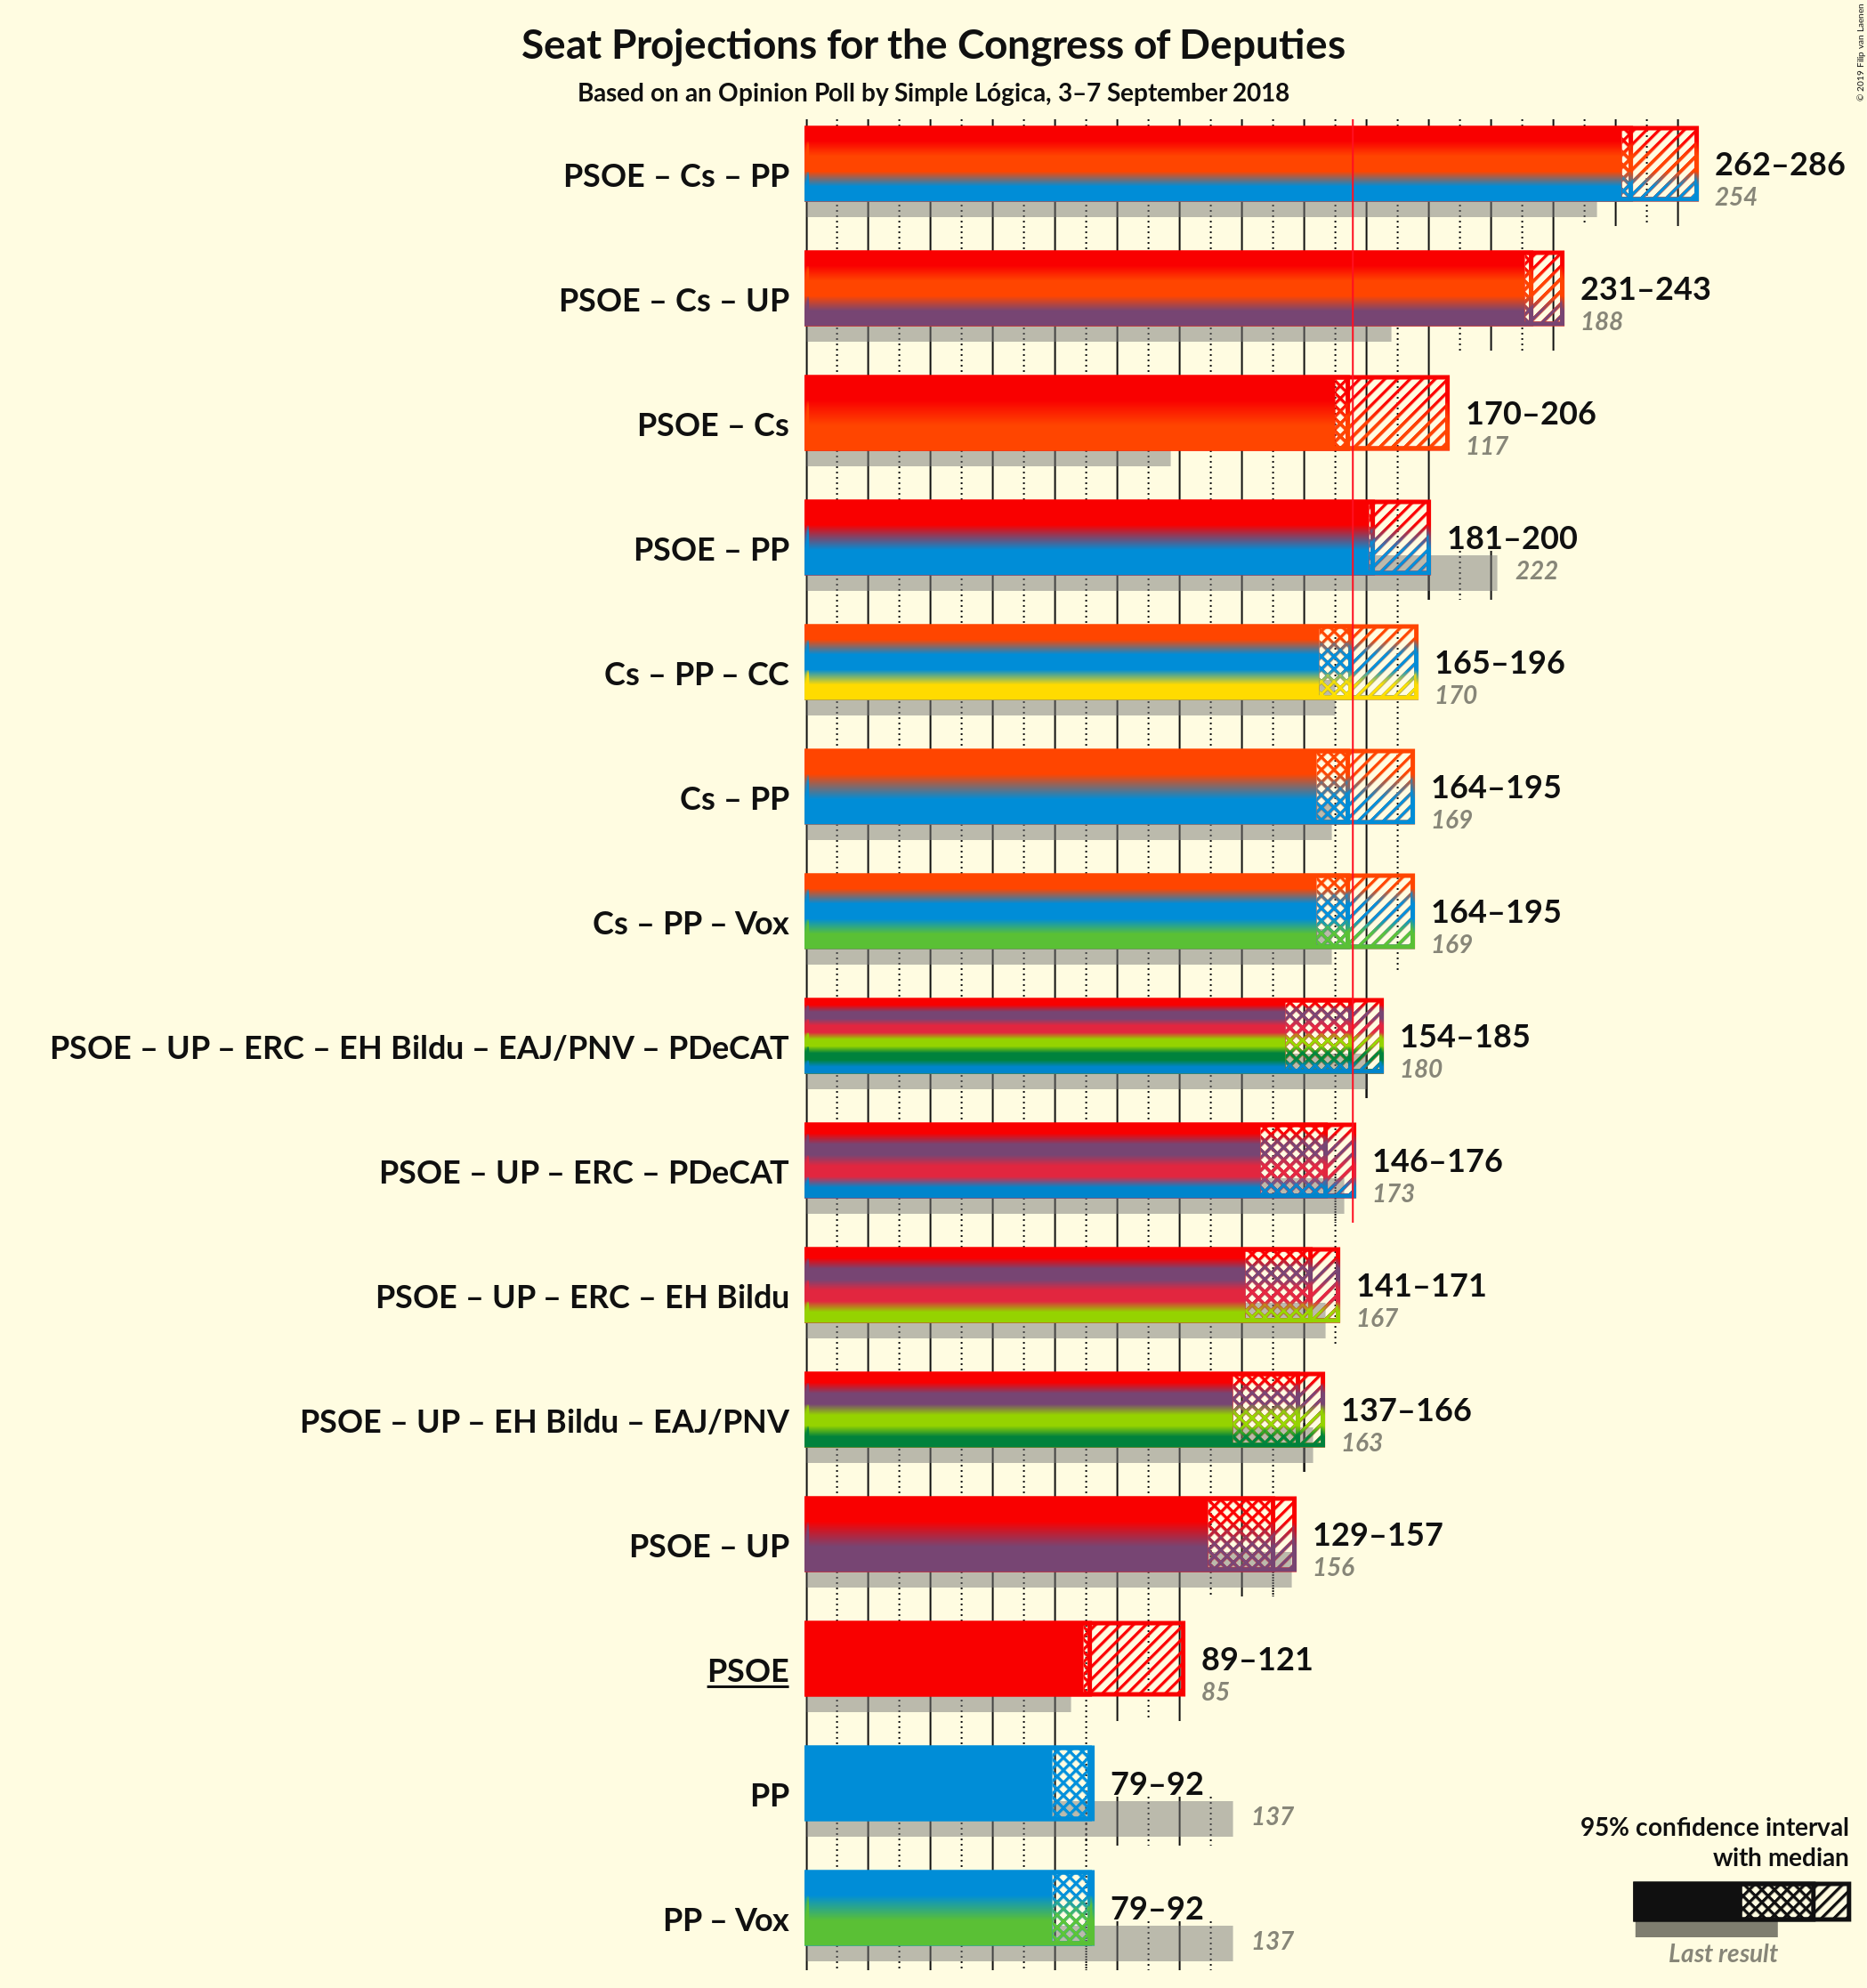 Seat Projections for the Congress of Deputies
Based on an Opinion Poll by Simple Lógica, 3–7 September 2018
© 2019 Filip van Laenen
PSOE – Cs – PP
262–286
254
PSOE – Cs – UP
231–243
188
PSOE – Cs
170–206
117
PSOE – PP
181–200
222
Cs – PP – CC
165–196
170
Cs – PP
164–195
169
Cs – PP – Vox
164–195
169
PSOE – UP – ERC – EH Bildu – EAJ/PNV – PDeCAT
154–185
180
PSOE – UP – ERC – PDeCAT
146–176
173
PSOE – UP – ERC – EH Bildu
141–171
167
PSOE – UP – EH Bildu – EAJ/PNV
137–166
163
PSOE – UP
129–157
156
PSOE
89–121
85
PP
79–92
137
PP – Vox
79–92
137
95% confidence interval
with median
Last result